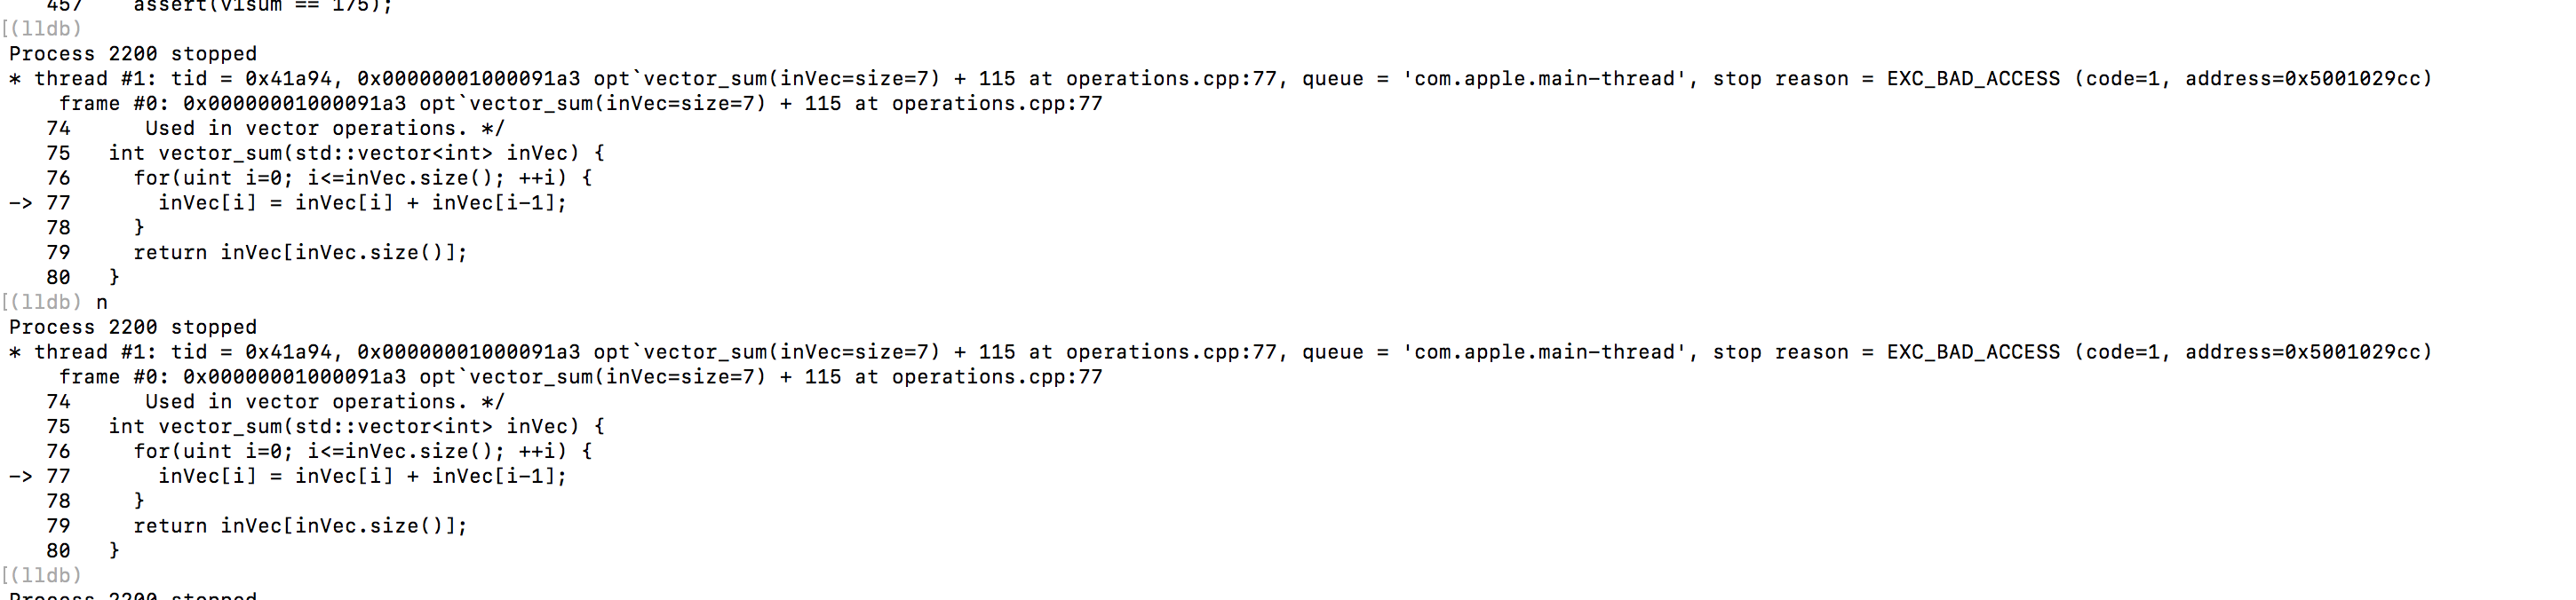 457    assert(v1sum == 175);
[(lldb)
Process 2200 stopped
* thread #1: tid = 0x41a94, 0x00000001000091a3 opt`vector_sum(inVec=size=7) + 115 at operations.cpp:77, queue = 'com.apple.main-thread', stop reason = EXC_BAD_ACCESS (code=1, address=0x5001029cc)
    frame #0: 0x00000001000091a3 opt`vector_sum(inVec=size=7) + 115 at operations.cpp:77
   74      Used in vector operations. */
   75   int vector_sum(std::vector<int> inVec) {
   76     for(uint i=0; i<=inVec.size(); ++i) {
-> 77       inVec[i] = inVec[i] + inVec[i-1];
   78     }
   79     return inVec[inVec.size()];
   80   }
[(lldb) n
Process 2200 stopped
* thread #1: tid = 0x41a94, 0x00000001000091a3 opt`vector_sum(inVec=size=7) + 115 at operations.cpp:77, queue = 'com.apple.main-thread', stop reason = EXC_BAD_ACCESS (code=1, address=0x5001029cc)
    frame #0: 0x00000001000091a3 opt`vector_sum(inVec=size=7) + 115 at operations.cpp:77
   74      Used in vector operations. */
   75   int vector_sum(std::vector<int> inVec) {
   76     for(uint i=0; i<=inVec.size(); ++i) {
-> 77       inVec[i] = inVec[i] + inVec[i-1];
   78     }
   79     return inVec[inVec.size()];
   80   }
[(lldb)
Process 2200 stopped